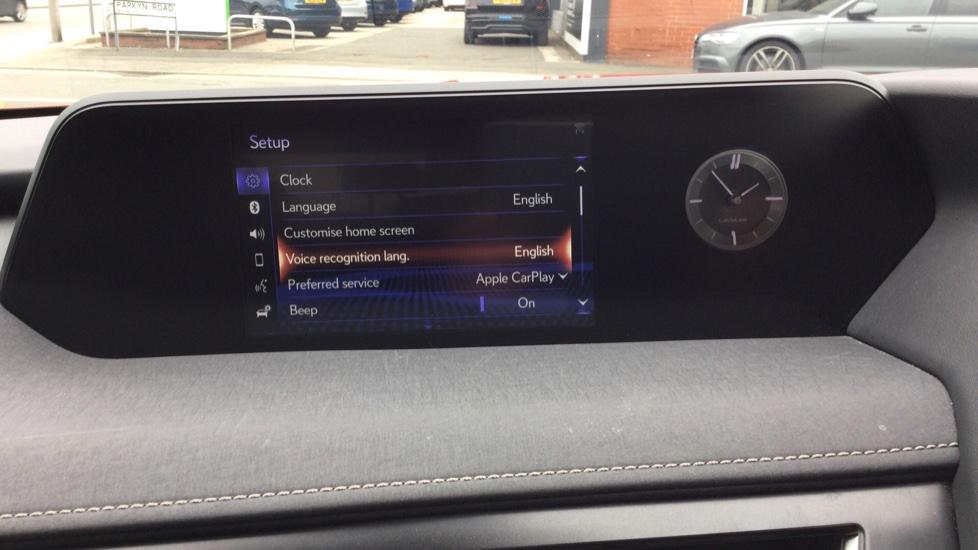 PARKYN ROAD
Setup
Clock
Language English
Customise home screen
Voice recognition lang. English
Preferred service Apple CarPlay
Beep On
LEXUS